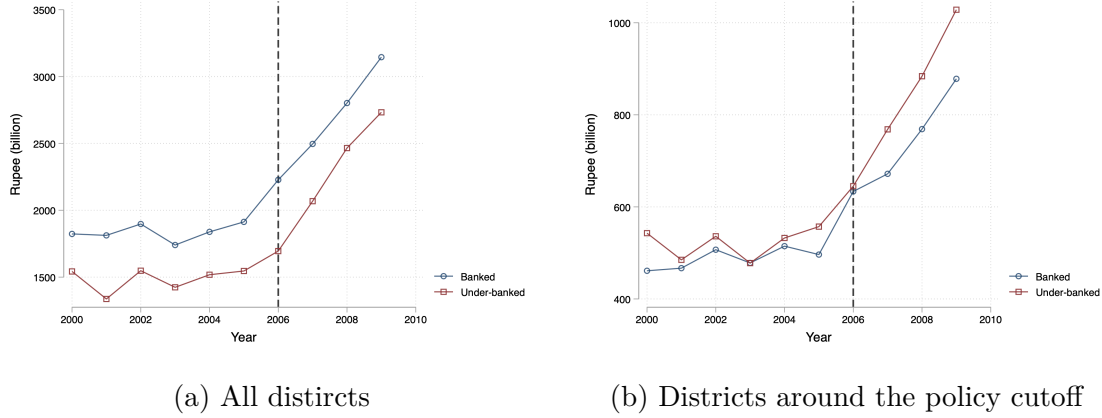 3500
3000
2500
2000
1500
Rupee (billion)
2000 2002 2004 2006 2008 2010
Year
Banked
Under-banked
(a) All distircts
1000
800
600
400
Rupee (billion)
2000 2002 2004 2006 2008 2010
Year
Banked
Under-banked
(b) Districts around the policy cutoff